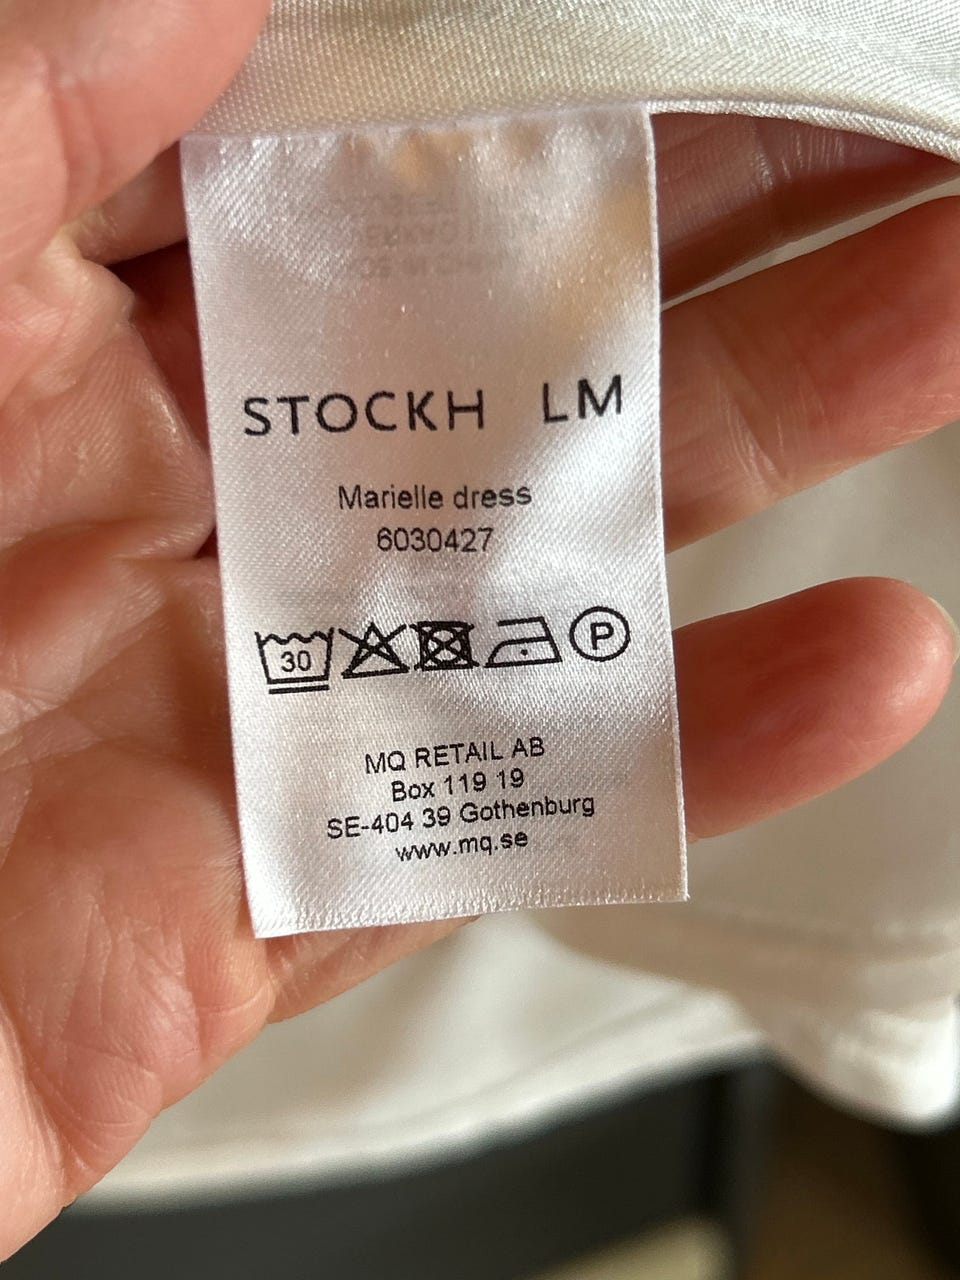 STOCKH LM
Marielle dress
6030427
30
P
MQ RETAIL AB
Box 119 19
SE-404 39 Gothenburg
www.mq.se